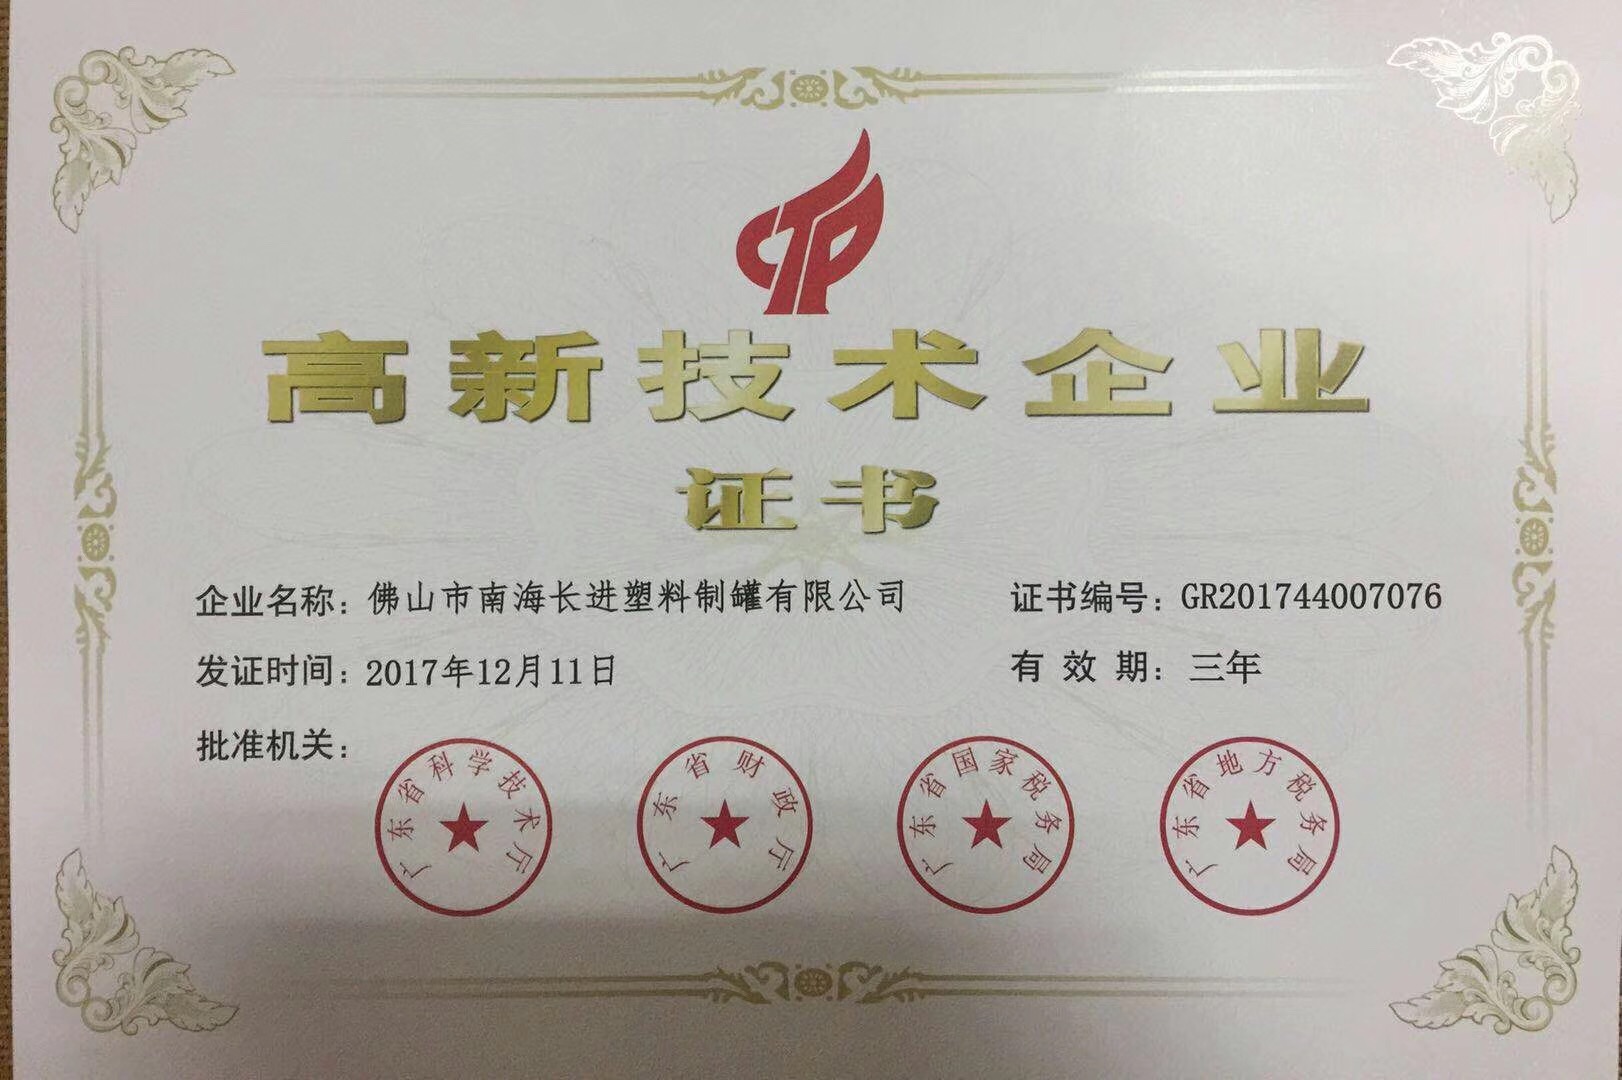 高新技术企业
证书
企业名称：佛山市南海长进塑料制罐有限公司 证书编号：GR201744007076
发证时间：2017年12月11日 有效期：三年
批准机关：
广东省科学技术厅
广东省财政厅
广东省国家税务局
广东省地方税务局